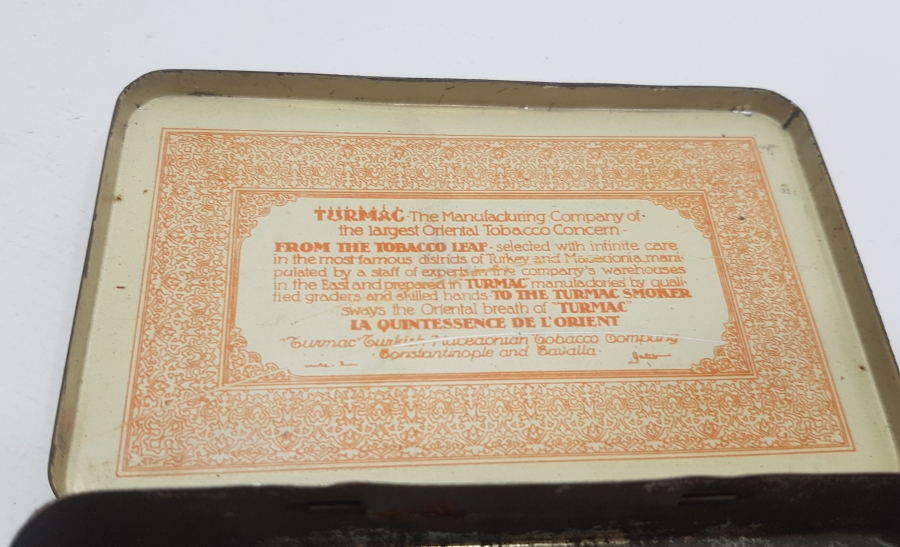 TURMAC · The Manufacturing Company of ·
the largest Oriental Tobacco Concern ·
FROM THE TOBACCO LEAF · selected with infinite care
in the most famous districts of Turkey and Macedonia, mani·
pulated by a staff of experts in the company's warehouses
in the East and prepared in "TURMAC" manufactories by quali·
fied graders and skilled hands · TO THE TURMAC SMOKER
sways the Oriental breath of "TURMAC"
LA QUINTESSENCE DE L'ORIENT
"Turmac" Turkish Macedonian Tobacco Company
· Constantinople and Cavalla ·